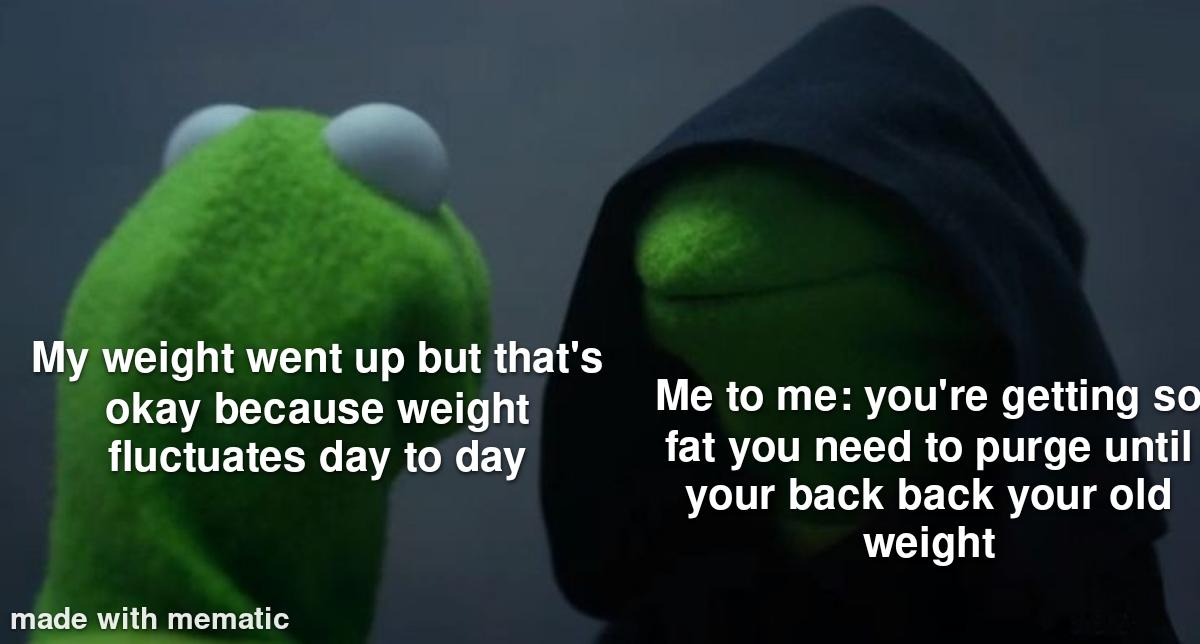 My weight went up but that's
okay because weight
fluctuates day to day
Me to me: you're getting so
fat you need to purge until
your back back your old
weight
made with mematic